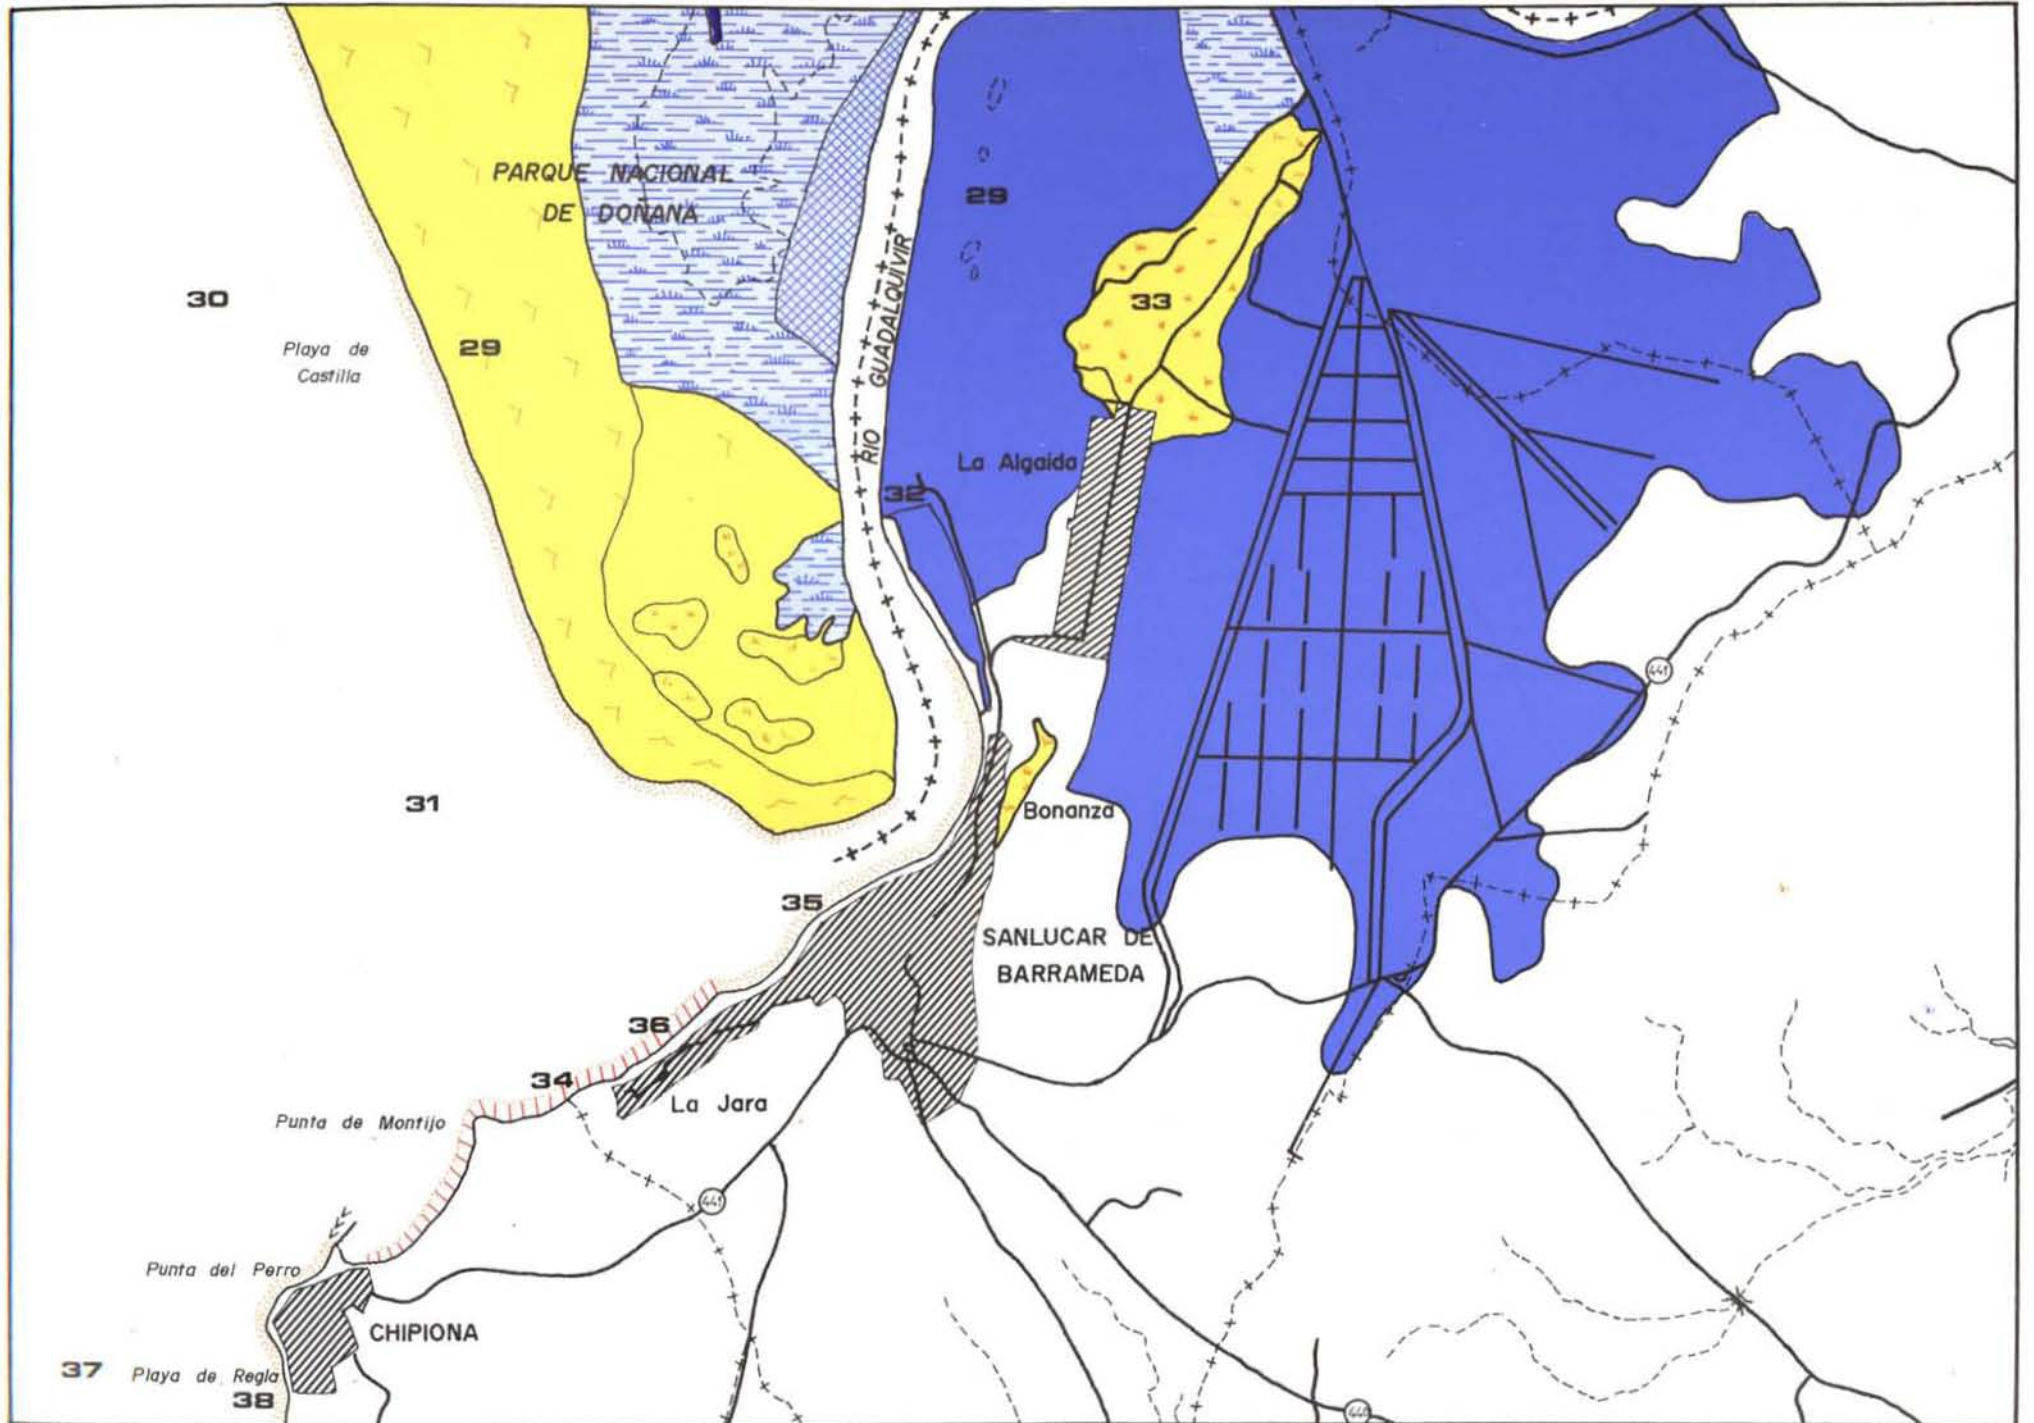 PARQUE NACIONAL
DE DOÑANA
29
RIO GUADALQUIVIR
30
33
Playa de
Castilla
29
La Algaida
32
441
31
Bonanza
35
SANLUCAR DE
BARRAMEDA
36
34
La Jara
Punta de Montijo
441
Punta del Perro
CHIPIONA
37
Playa de Regla
38
440